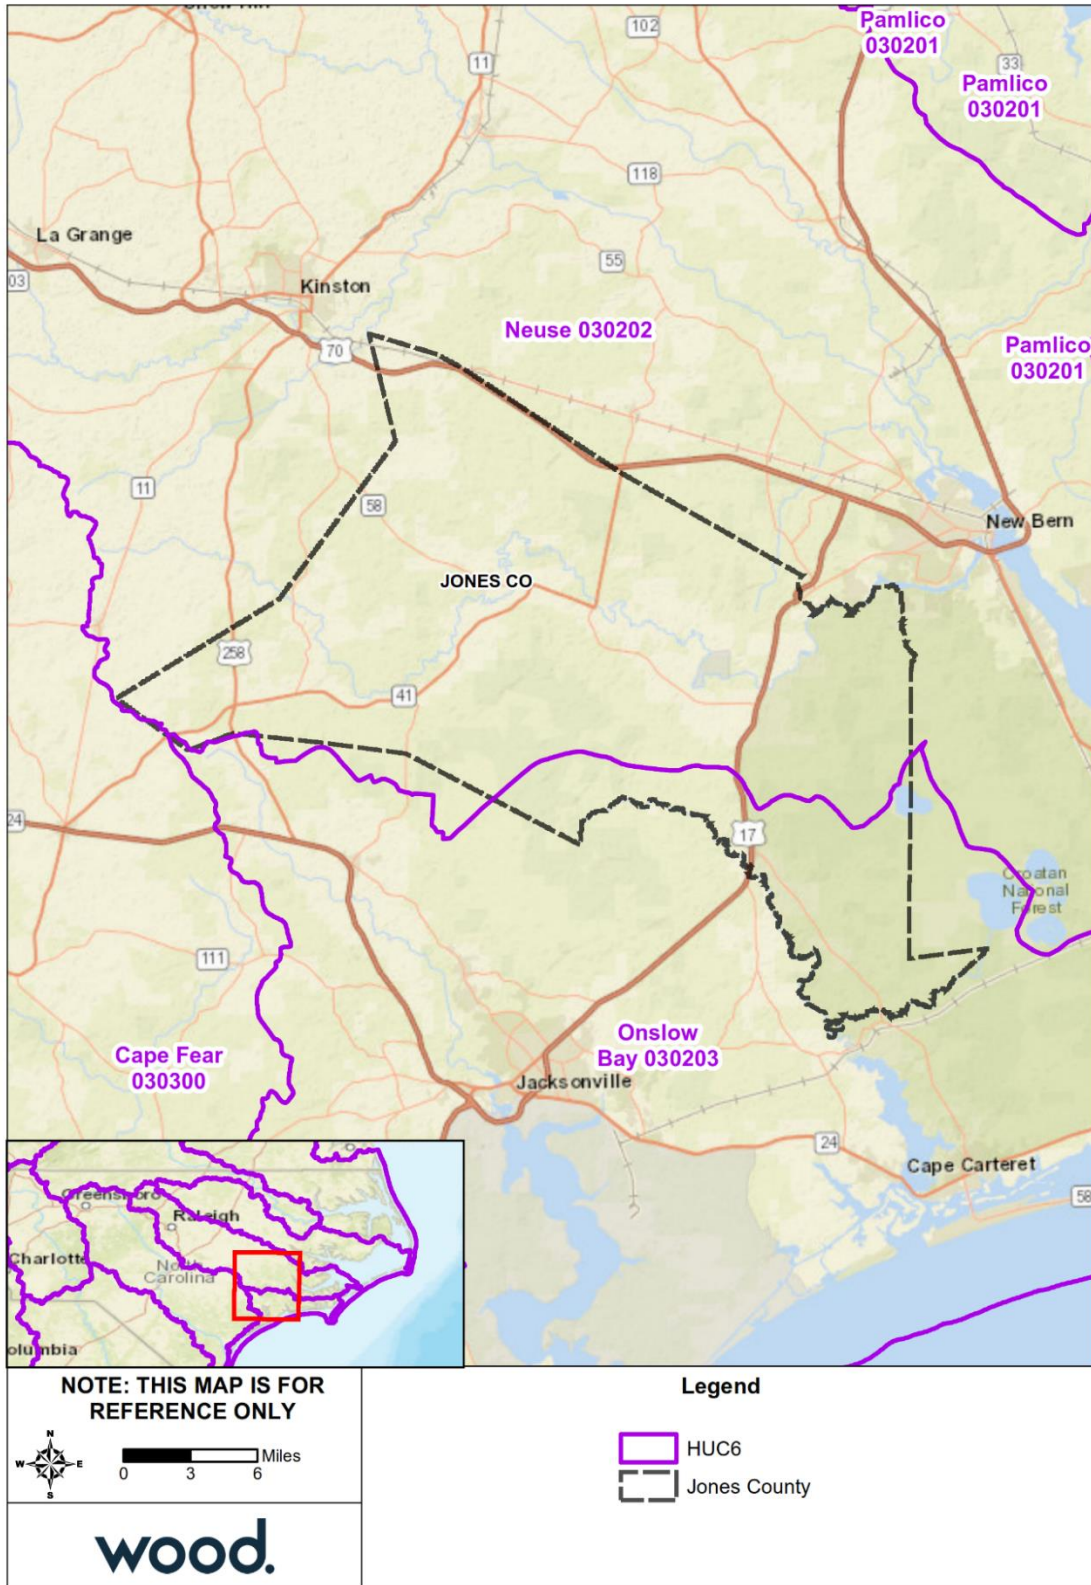 102
Pamlico
030201
11
33
Pamlico
030201
118
La Grange
55
03
Kinston
Neuse 030202
70
Pamlico
030201
11
58
New Bern
JONES CO
258
41
24
17
Croatan
National
Forest
111
Onslow
Bay 030203
Cape Fear
030300
Jacksonville
24
Cape Carteret
58
Greensboro
Raleigh
Charlotte
North
Carolina
olumbia
NOTE: THIS MAP IS FOR
REFERENCE ONLY
N
W E
S
Miles
0 3 6
wood.
Legend
HUC6
Jones County